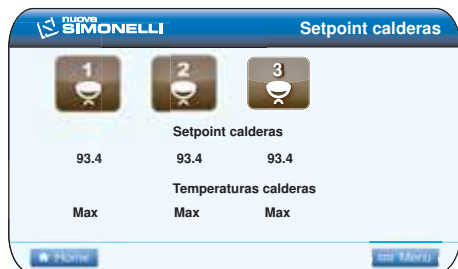 nuova SIMONELLI Setpoint calderas
1 2 3
Setpoint calderas
93.4 93.4 93.4
Temperaturas calderas
Max Max Max
Home Menu